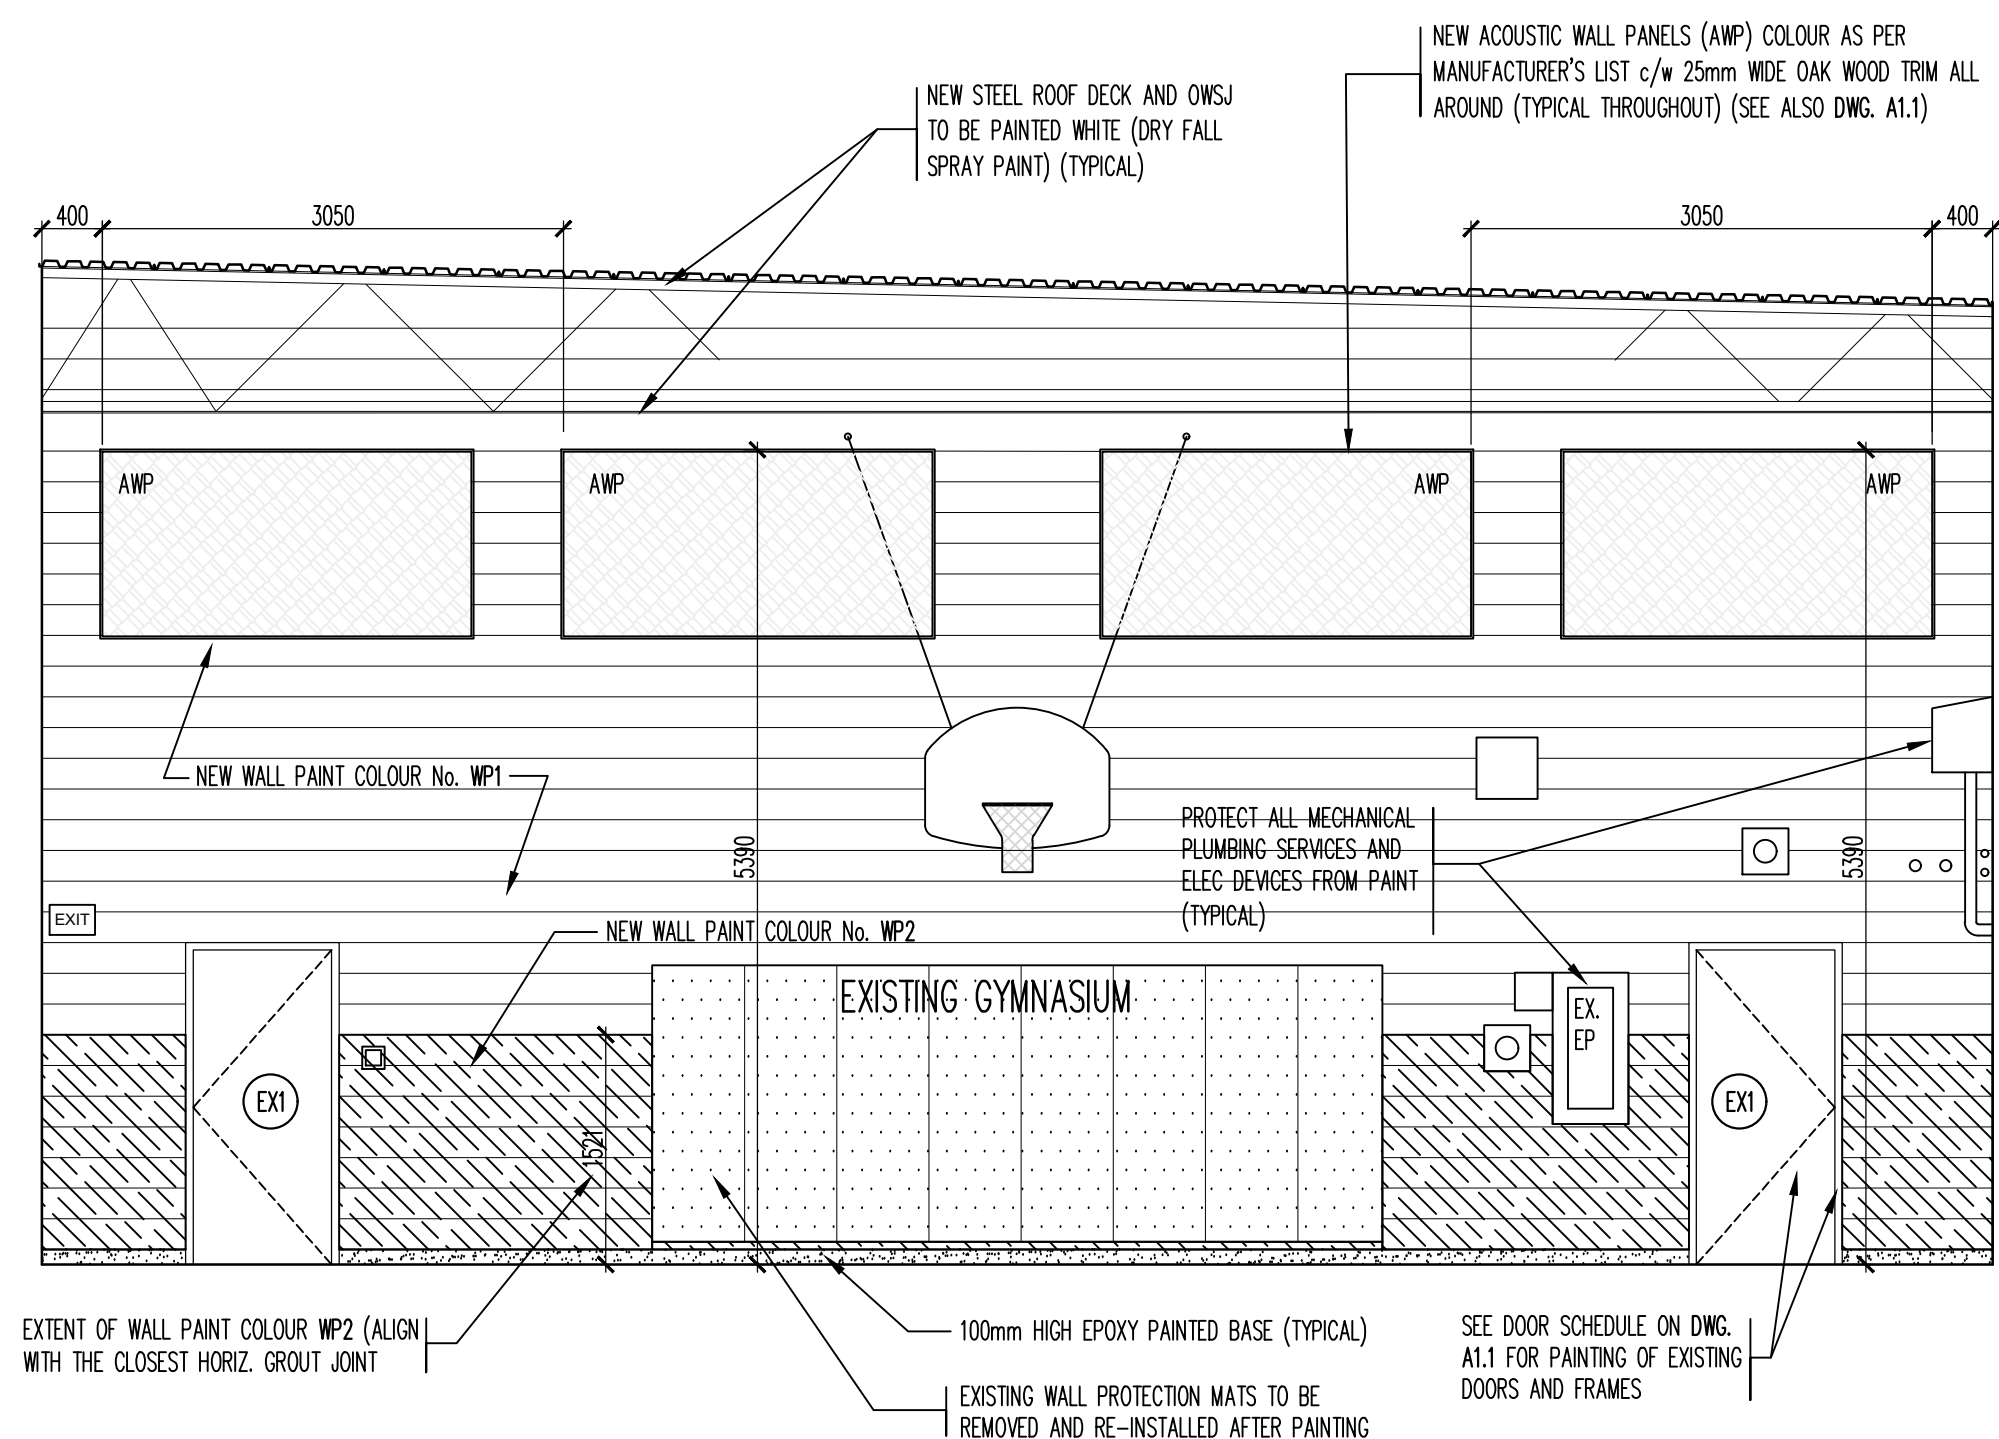 NEW ACOUSTIC WALL PANELS (AWP) COLOUR AS PER
MANUFACTURER'S LIST c/w 25mm WIDE OAK WOOD TRIM ALL
AROUND (TYPICAL THROUGHOUT) (SEE ALSO DWG. A1.1)
NEW STEEL ROOF DECK AND OWSJ
TO BE PAINTED WHITE (DRY FALL
SPRAY PAINT) (TYPICAL)
400
3050
3050
400
AWP
AWP
AWP
AWP
NEW WALL PAINT COLOUR No. WP1
PROTECT ALL MECHANICAL
PLUMBING SERVICES AND
ELEC DEVICES FROM PAINT
(TYPICAL)
5390
5390
EXIT
NEW WALL PAINT COLOUR No. WP2
EXISTING GYMNASIUM
EX.
EP
EX1
EX1
1521
EXTENT OF WALL PAINT COLOUR WP2 (ALIGN
WITH THE CLOSEST HORIZ. GROUT JOINT
100mm HIGH EPOXY PAINTED BASE (TYPICAL)
SEE DOOR SCHEDULE ON DWG.
A1.1 FOR PAINTING OF EXISTING
DOORS AND FRAMES
EXISTING WALL PROTECTION MATS TO BE
REMOVED AND RE-INSTALLED AFTER PAINTING